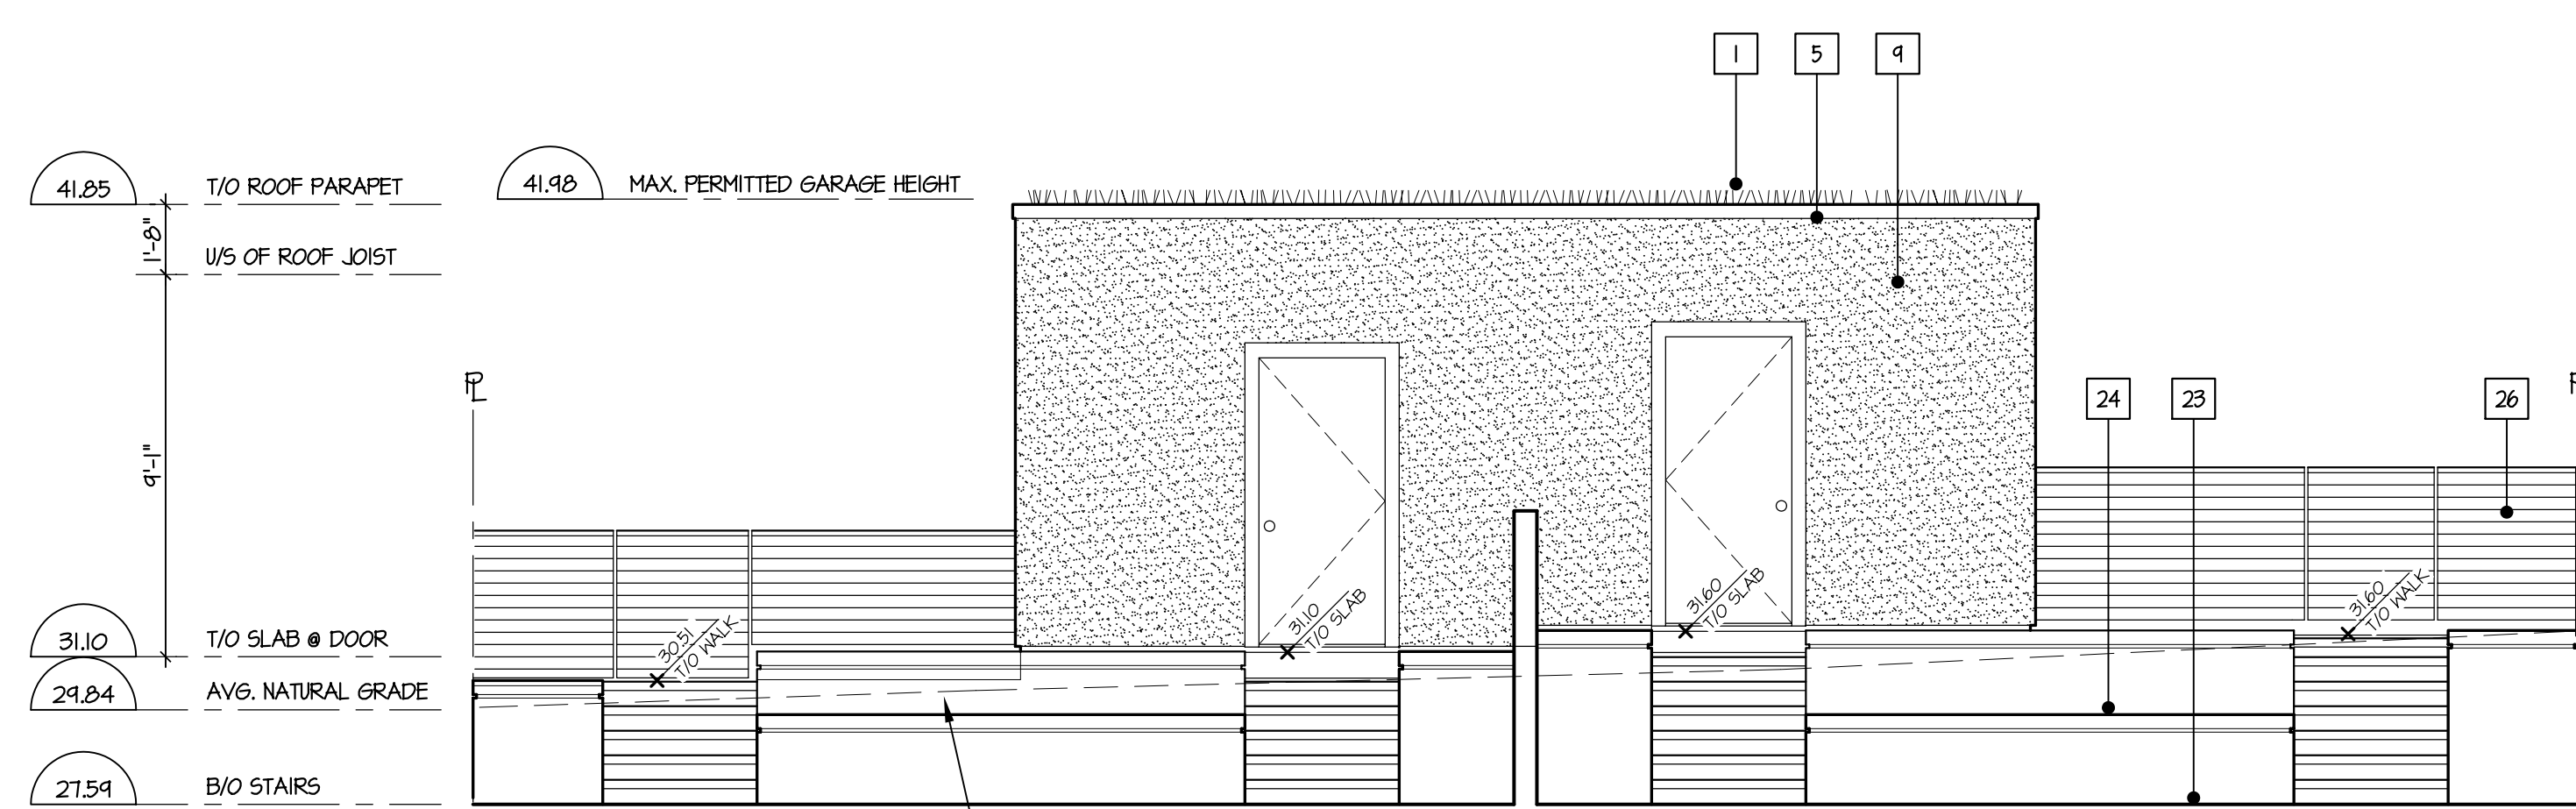 1 5 9
41.85 T/O ROOF PARAPET
41.98 MAX. PERMITTED GARAGE HEIGHT
1'-8"
U/S OF ROOF JOIST
PL
24 23 26
9'-1"
31.10 T/O SLAB @ DOOR
30.51 T/O WALK
31.10 T/O SLAB
31.60 T/O SLAB
31.60 T/O WALK
29.84 AVG. NATURAL GRADE
27.59 B/O STAIRS